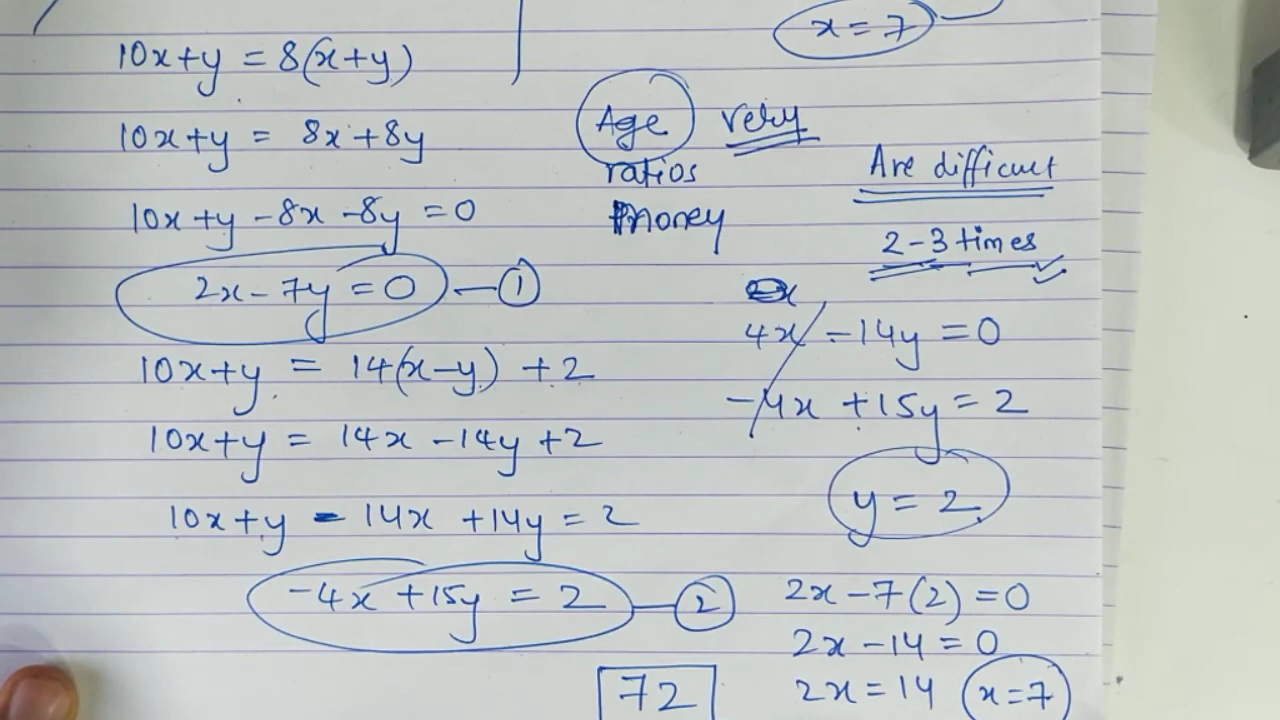 10x+y = 8(x+y)
10x+y = 8x+8y
10x+y-8x-8y=0
2x-7y=0 — 1
10x+y = 14(x-y)+2
10x+y = 14x-14y+2
10x+y-14x+14y=2
-4x+15y=2 — 2
72
x=7
Age very
ratios
money
Are difficult
2-3 times
4x-14y=0
-4x+15y=2
y=2
2x-7(2)=0
2x-14=0
2x=14 x=7